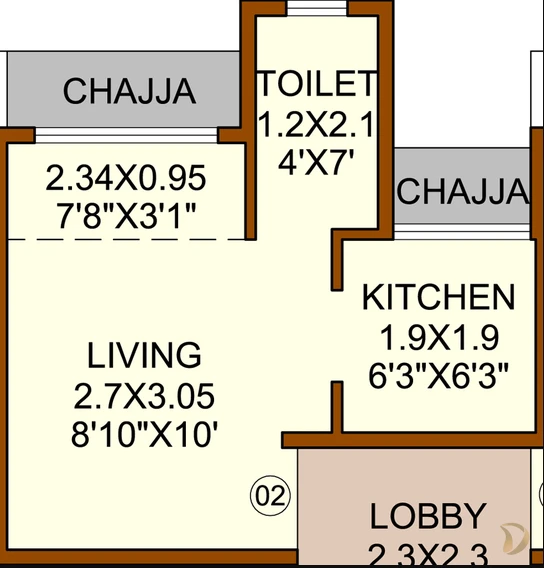 CHAJJA
TOILET
1.2X2.1
4'X7'
2.34X0.95
7'8"X3'1"
CHAJJA
KITCHEN
1.9X1.9
6'3"X6'3"
LIVING
2.7X3.05
8'10"X10'
02
LOBBY
2.3X2.3